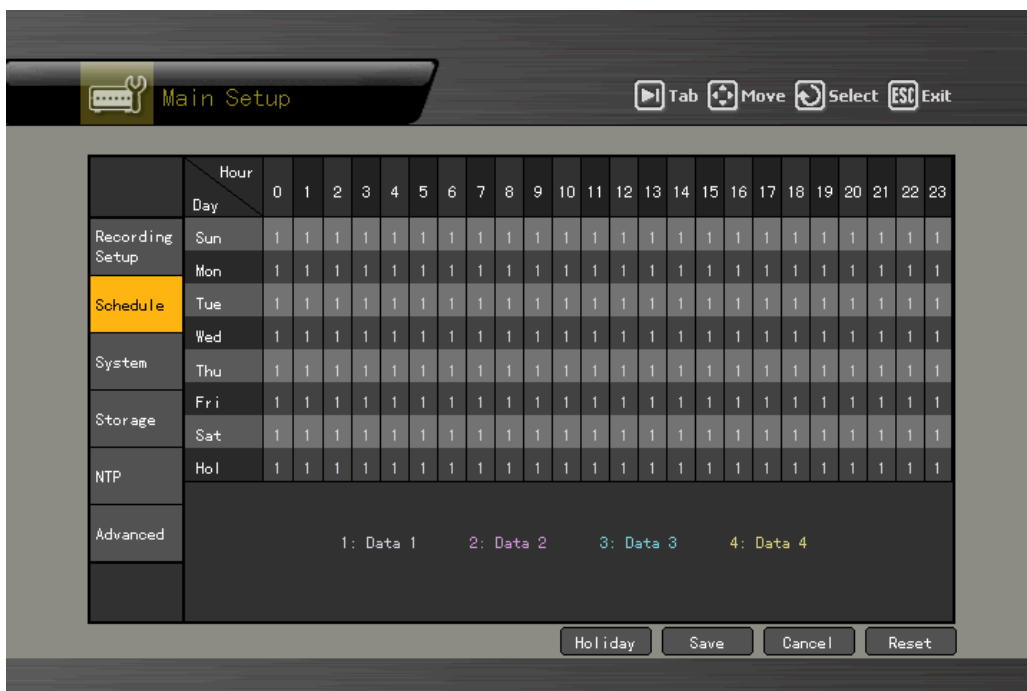 Main Setup
Tab Move Select ESC Exit
Hour
Day
0 1 2 3 4 5 6 7 8 9 10 11 12 13 14 15 16 17 18 19 20 21 22 23
Recording
Setup
Schedule
System
Storage
NTP
Advanced
Sun 1 1 1 1 1 1 1 1 1 1 1 1 1 1 1 1 1 1 1 1 1 1 1 1
Mon 1 1 1 1 1 1 1 1 1 1 1 1 1 1 1 1 1 1 1 1 1 1 1 1
Tue 1 1 1 1 1 1 1 1 1 1 1 1 1 1 1 1 1 1 1 1 1 1 1 1
Wed 1 1 1 1 1 1 1 1 1 1 1 1 1 1 1 1 1 1 1 1 1 1 1 1
Thu 1 1 1 1 1 1 1 1 1 1 1 1 1 1 1 1 1 1 1 1 1 1 1 1
Fri 1 1 1 1 1 1 1 1 1 1 1 1 1 1 1 1 1 1 1 1 1 1 1 1
Sat 1 1 1 1 1 1 1 1 1 1 1 1 1 1 1 1 1 1 1 1 1 1 1 1
Hol 1 1 1 1 1 1 1 1 1 1 1 1 1 1 1 1 1 1 1 1 1 1 1 1
1: Data 1 2: Data 2 3: Data 3 4: Data 4
Holiday Save Cancel Reset